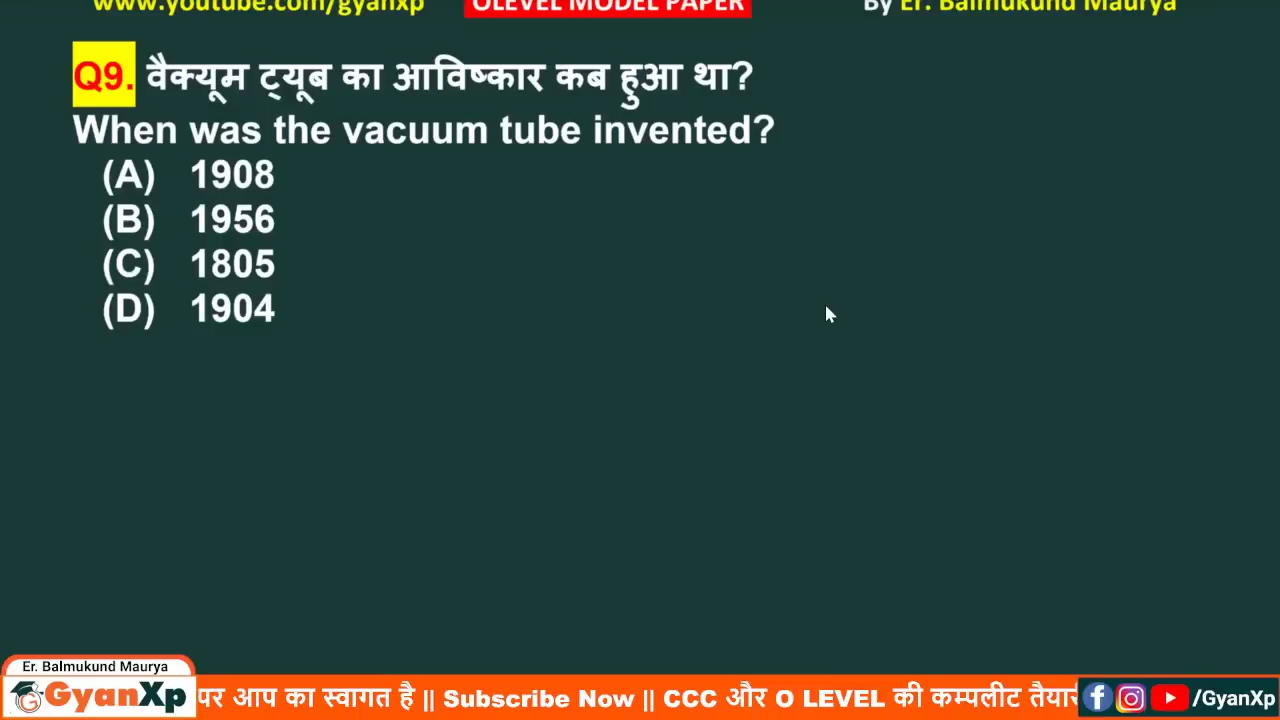 www.youtube.com/gyanxp OLEVEL MODEL PAPER By Er. Balmukund Maurya
Q9. वैक्यूम ट्यूब का आविष्कार कब हुआ था?
When was the vacuum tube invented?
(A) 1908
(B) 1956
(C) 1805
(D) 1904
Er. Balmukund Maurya
GyanXp पर आप का स्वागत है || Subscribe Now || CCC और O LEVEL की कम्पलीट तैयारी /GyanXp